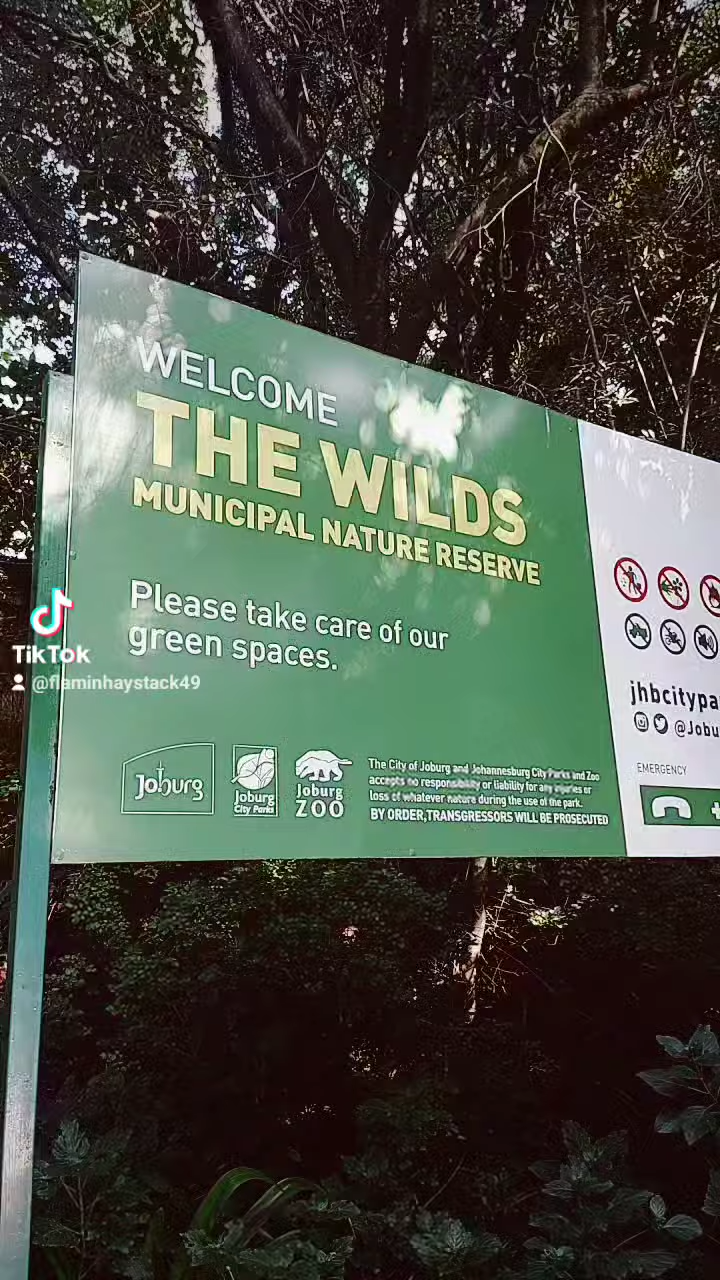 WELCOME
THE WILDS
MUNICIPAL NATURE RESERVE
Please take care of our
green spaces.
Joburg
Joburg
City Parks
Joburg
ZOO
The City of Joburg and Johannesburg City Parks and Zoo
accepts no responsibility or liability for any injuries or
loss of whatever nature during the use of the park.
BY ORDER,TRANSGRESSORS WILL BE PROSECUTED
jhbcitypa
@Jobu
EMERGENCY
TikTok
@flaminhaystack49